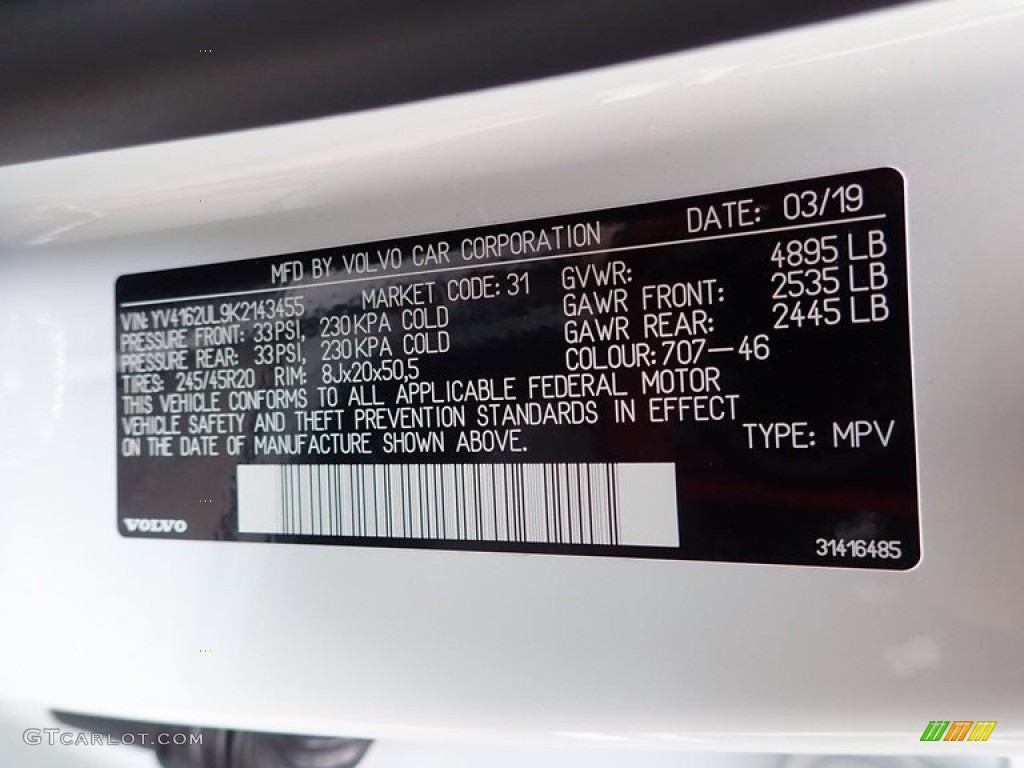 MFD BY VOLVO CAR CORPORATION DATE: 03/19
VIN: YV4162UL9K2143455 MARKET CODE: 31 GVWR: 4895 LB
PRESSURE FRONT: 33PSI, 230KPA COLD GAWR FRONT: 2535 LB
PRESSURE REAR: 33PSI, 230KPA COLD GAWR REAR: 2445 LB
TIRES: 245/45R20 RIM: 8Jx20x50,5 COLOUR: 707-46
THIS VEHICLE CONFORMS TO ALL APPLICABLE FEDERAL MOTOR
VEHICLE SAFETY AND THEFT PREVENTION STANDARDS IN EFFECT
ON THE DATE OF MANUFACTURE SHOWN ABOVE. TYPE: MPV
VOLVO
31416485
GTcarlot.com